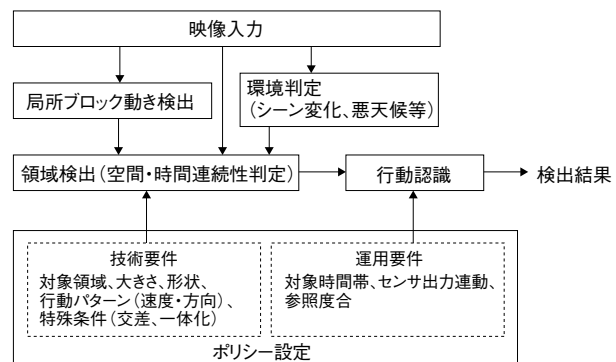 映像入力
局所ブロック動き検出
環境判定
(シーン変化、悪天候等)
領域検出(空間・時間連続性判定)
行動認識
検出結果
技術要件
対象領域、大きさ、形状、
行動パターン(速度・方向)、
特殊条件(交差、一体化)
運用要件
対象時間帯、センサ出力連動、
参照度合
ポリシー設定